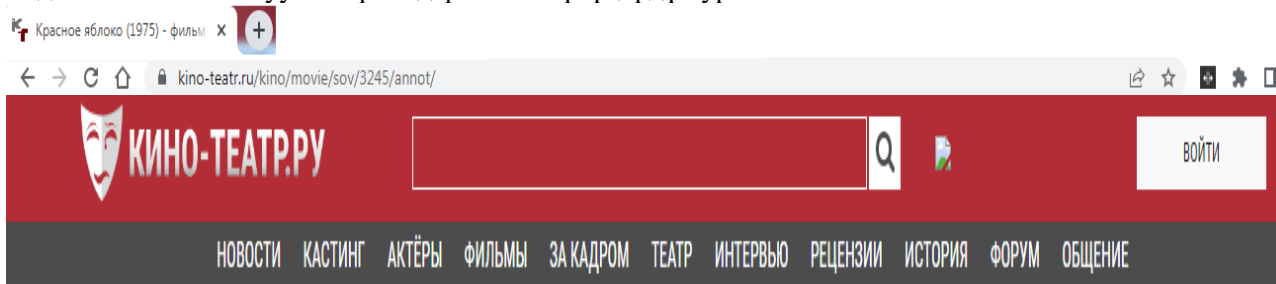 Красное яблоко (1975) - фильм
kino-teatr.ru/kino/movie/sov/3245/annot/
КИНО-ТЕАТР.РУ
ВОЙТИ
НОВОСТИ КАСТИНГ АКТЁРЫ ФИЛЬМЫ ЗА КАДРОМ ТЕАТР ИНТЕРВЬЮ РЕЦЕНЗИИ ИСТОРИЯ ФОРУМ ОБЩЕНИЕ